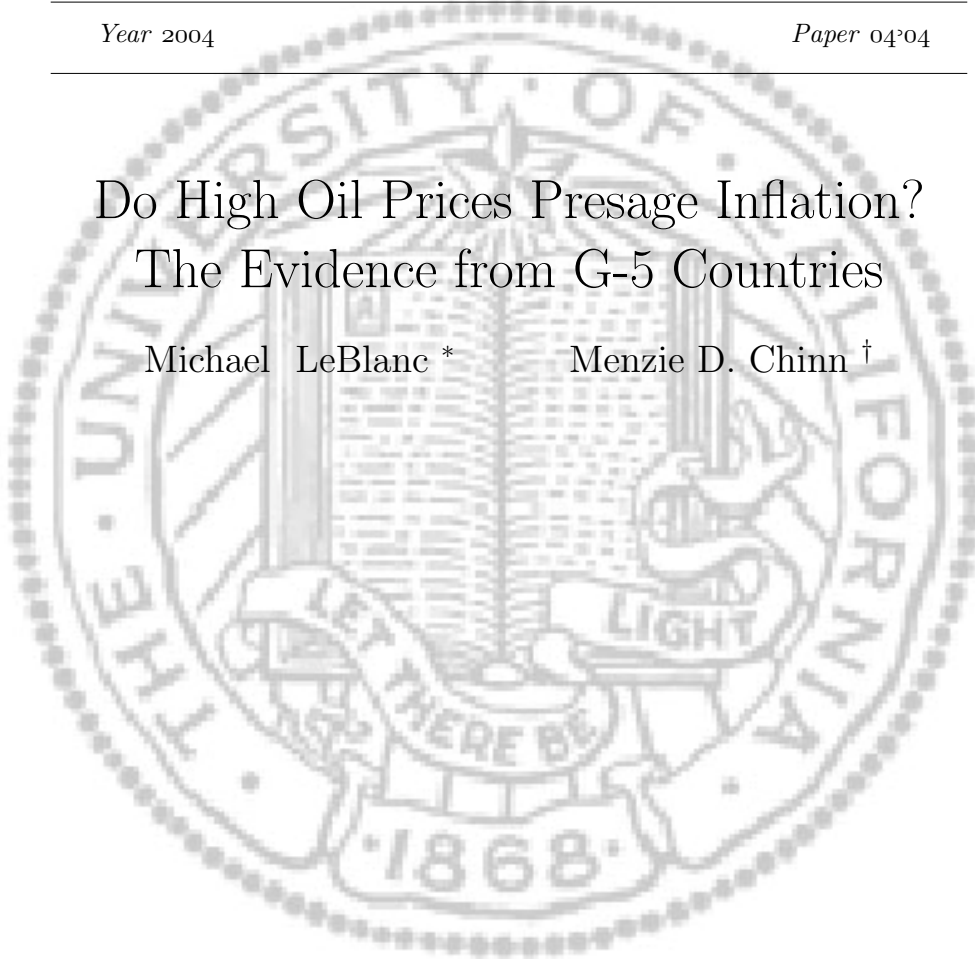 Year 2004 Paper 04'04
Do High Oil Prices Presage Inflation?
The Evidence from G-5 Countries
Michael LeBlanc * Menzie D. Chinn †
THE · UNIVERSITY · OF · CALIFORNIA ·
LET THERE BE LIGHT
·1868·